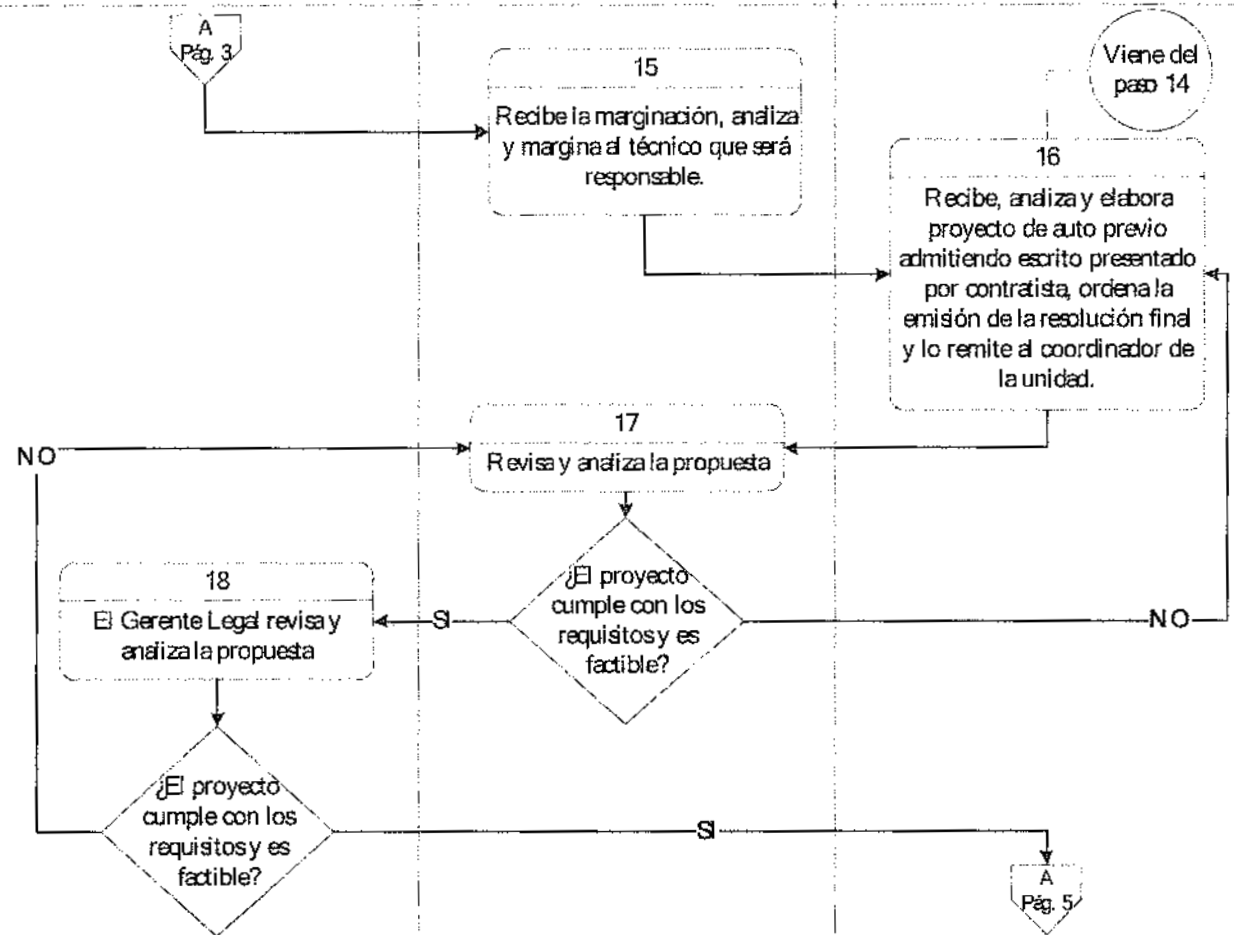 A
Pág. 3
15
Recibe la marginación, analiza
y margina al técnico que será
responsable.
Viene del
paso 14
16
Recibe, analiza y elabora
proyecto de auto previo
admitiendo escrito presentado
por contratista, ordena la
emisión de la resolución final
y lo remite al coordinador de
la unidad.
17
Revisa y analiza la propuesta
NO
¿El proyecto
cumple con los
requisitos y es
factible?
SI
NO
18
El Gerente Legal revisa y
analiza la propuesta
¿El proyecto
cumple con los
requisitos y es
factible?
SI
A
Pág. 5